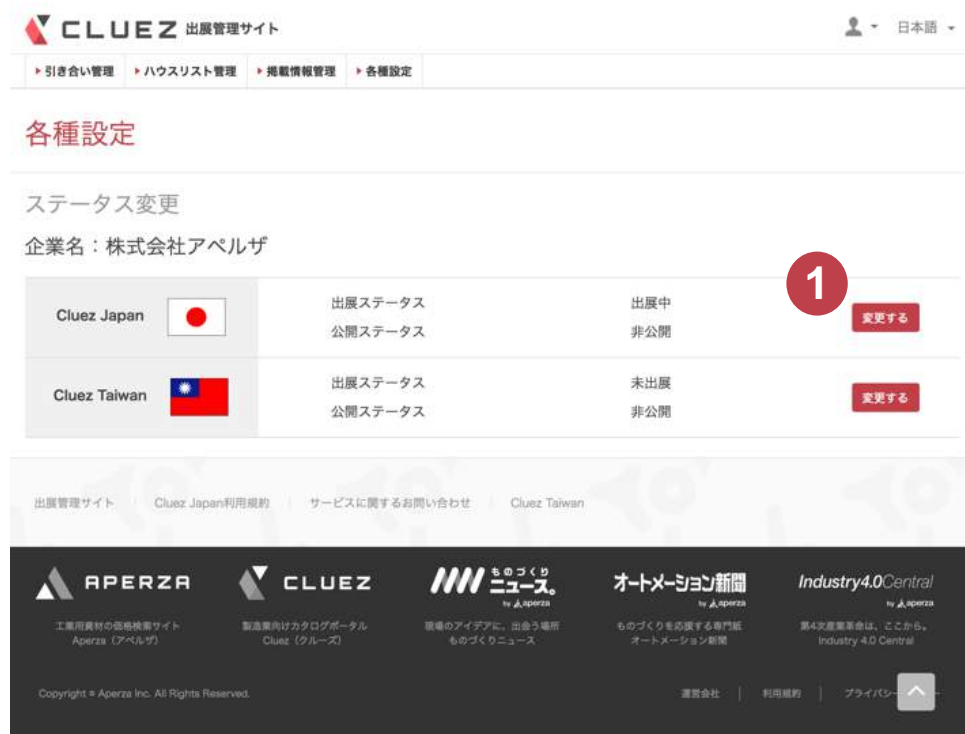 CLUEZ 出展管理サイト
日本語
引き合い管理 ハウスリスト管理 掲載情報管理 各種設定
各種設定
ステータス変更
企業名：株式会社アペルザ
1
Cluez Japan 出展ステータス 出展中 変更する
公開ステータス 非公開
Cluez Taiwan 出展ステータス 未出展 変更する
公開ステータス 非公開
出展管理サイト Cluez Japan利用規約 サービスに関するお問い合わせ Cluez Taiwan
APERZA CLUEZ ものづくりニュース。 by aperza オートメーション新聞 by aperza Industry4.0Central by aperza
工業用資材の価格検索サイト 製造業向けカタログポータル 現場のアイデアに、出会う場所 ものづくりを応援する専門紙 第4次産業革命は、ここから。
Aperza（アペルザ） Cluez（クルーズ） ものづくりニュース オートメーション新聞 Industry 4.0 Central
Copyright © Aperza Inc. All Rights Reserved. 運営会社 利用規約 プライバシー